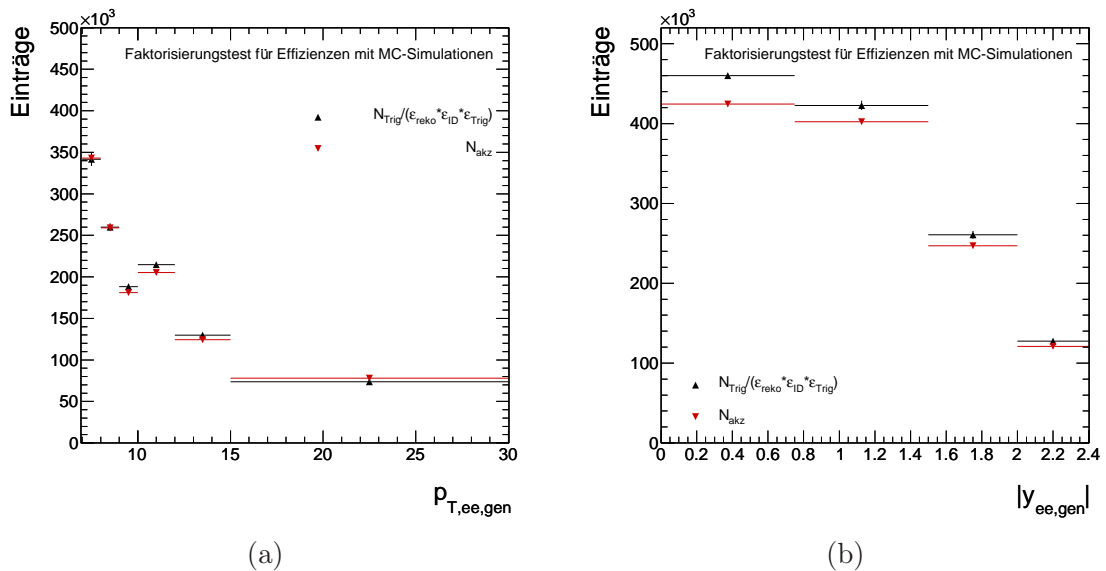 ×10³
Einträge
Faktorisierungstest für Effizienzen mit MC-Simulationen
N_Trig/(ε_reko*ε_ID*ε_Trig)
N_akz
500
450
400
350
300
250
200
150
100
50
0
10 15 20 25 30
p_T,ee,gen
(a)
×10³
Einträge
Faktorisierungstest für Effizienzen mit MC-Simulationen
500
400
300
200
100
0
N_Trig/(ε_reko*ε_ID*ε_Trig)
N_akz
0 0.2 0.4 0.6 0.8 1 1.2 1.4 1.6 1.8 2 2.2 2.4
|y_ee,gen|
(b)